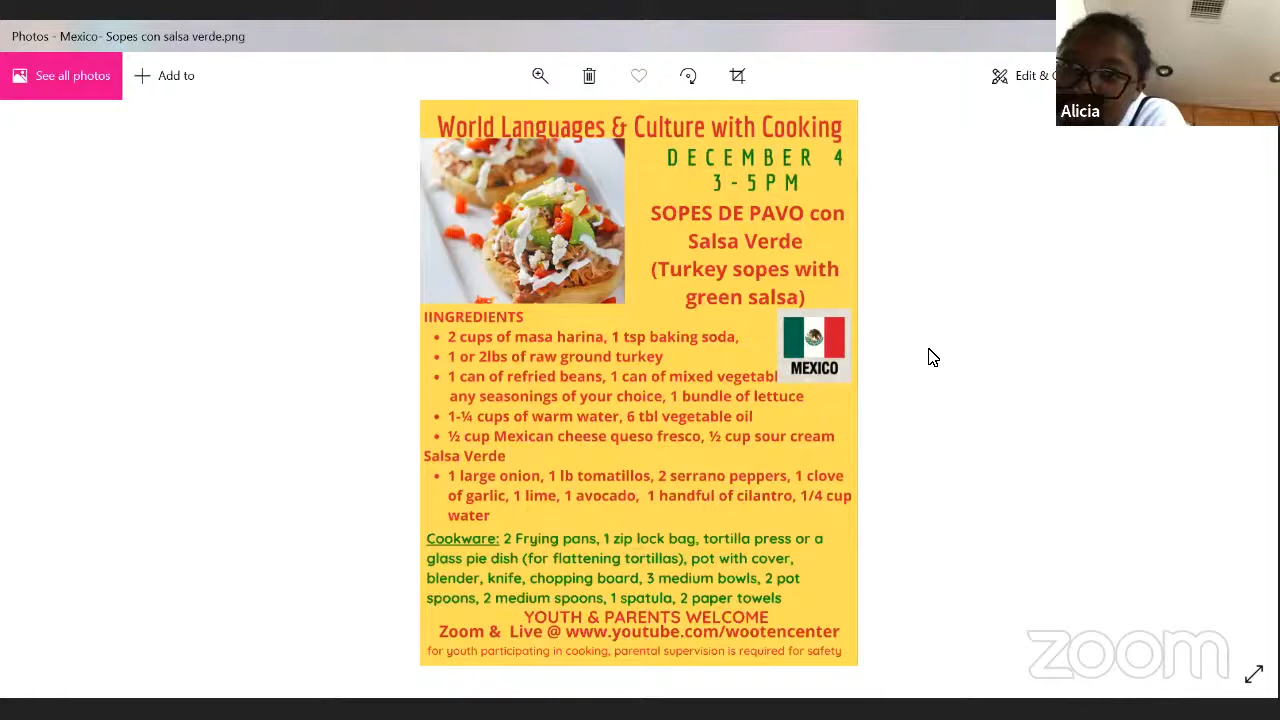 Photos - Mexico- Sopes con salsa verde.png
See all photos
Add to
Edit &
Alicia
World Languages & Culture with Cooking
DECEMBER 4
3-5PM
SOPES DE PAVO con
Salsa Verde
(Turkey sopes with
green salsa)
IINGREDIENTS
2 cups of masa harina, 1 tsp baking soda,
1 or 2lbs of raw ground turkey
1 can of refried beans, 1 can of mixed vegetabl
any seasonings of your choice, 1 bundle of lettuce
1-¼ cups of warm water, 6 tbl vegetable oil
½ cup Mexican cheese queso fresco, ½ cup sour cream
MEXICO
Salsa Verde
1 large onion, 1 lb tomatillos, 2 serrano peppers, 1 clove
of garlic, 1 lime, 1 avocado, 1 handful of cilantro, 1/4 cup
water
Cookware: 2 Frying pans, 1 zip lock bag, tortilla press or a
glass pie dish (for flattening tortillas), pot with cover,
blender, knife, chopping board, 3 medium bowls, 2 pot
spoons, 2 medium spoons, 1 spatula, 2 paper towels
YOUTH & PARENTS WELCOME
Zoom & Live @ www.youtube.com/wootencenter
for youth participating in cooking, parental supervision is required for safety
zoom